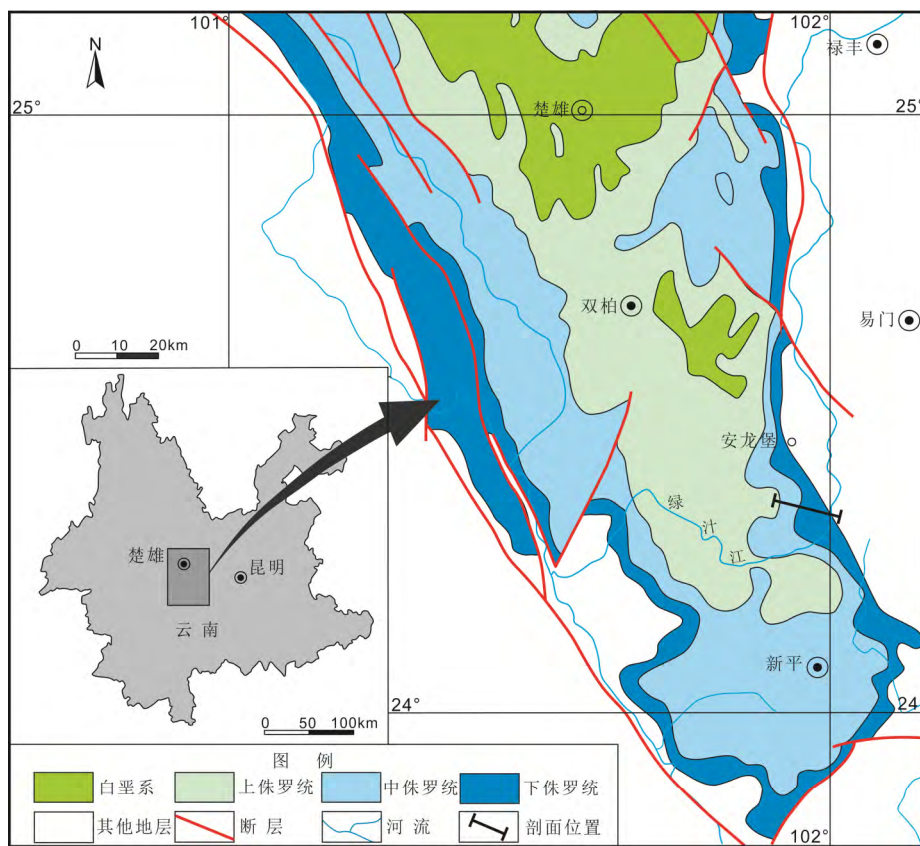 101°
102°
N
禄丰
25°
25°
楚雄
双柏
易门
0 10 20km
安龙堡
绿汁江
楚雄
昆明
云南
新平
24°
24°
0 50 100km
图 例
白垩系 上侏罗统 中侏罗统 下侏罗统
其他地层 断层 河流 剖面位置
102°